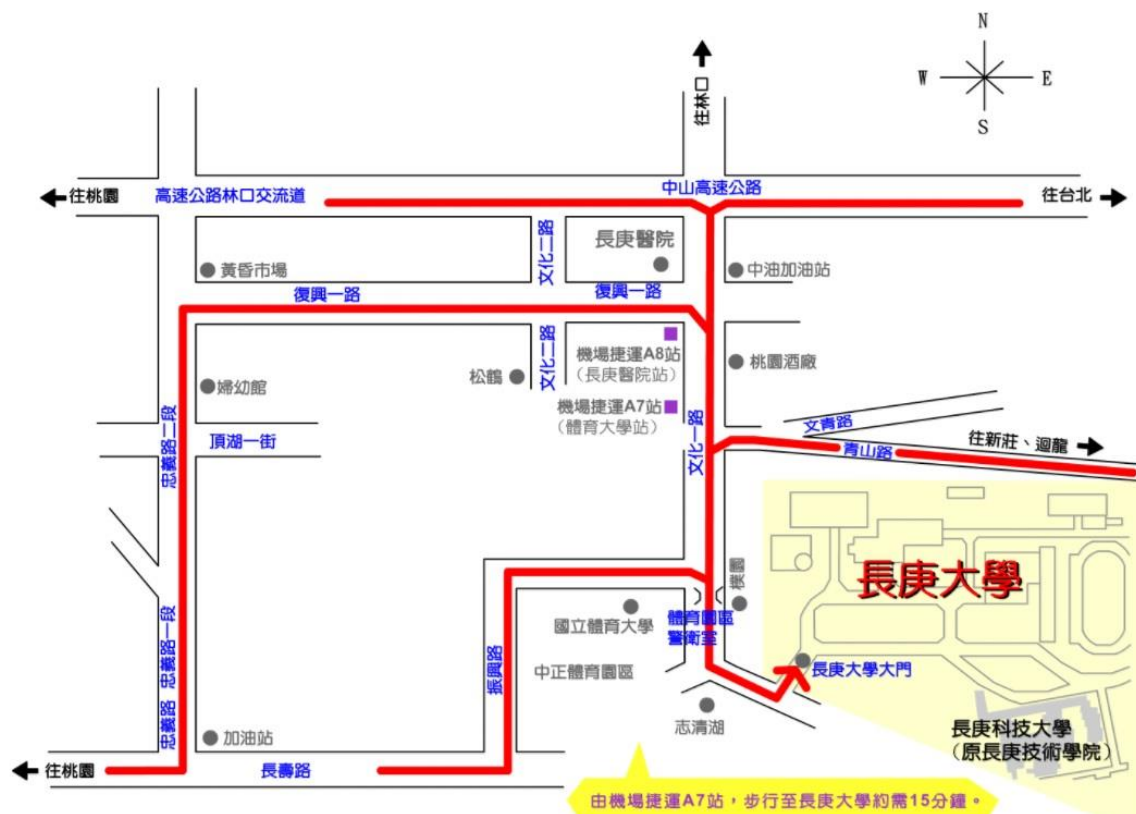 N
W
E
S
往林口
往桃園
高速公路林口交流道
中山高速公路
往台北
文化二路
長庚醫院
黃昏市場
中油加油站
復興一路
復興一路
文化二路
機場捷運A8站
(長庚醫院站)
桃園酒廠
婦幼館
松鶴
機場捷運A7站
(體育大學站)
文化一路
文青路
忠義路二段
頂湖一街
青山路
往新莊、迴龍
長庚大學
樸園
國立體育大學
體育園區
警衛室
忠義路一段
振興路
中正體育園區
長庚大學大門
忠義路
加油站
志清湖
長庚科技大學
(原長庚技術學院)
往桃園
長壽路
由機場捷運A7站,步行至長庚大學約需15分鐘。